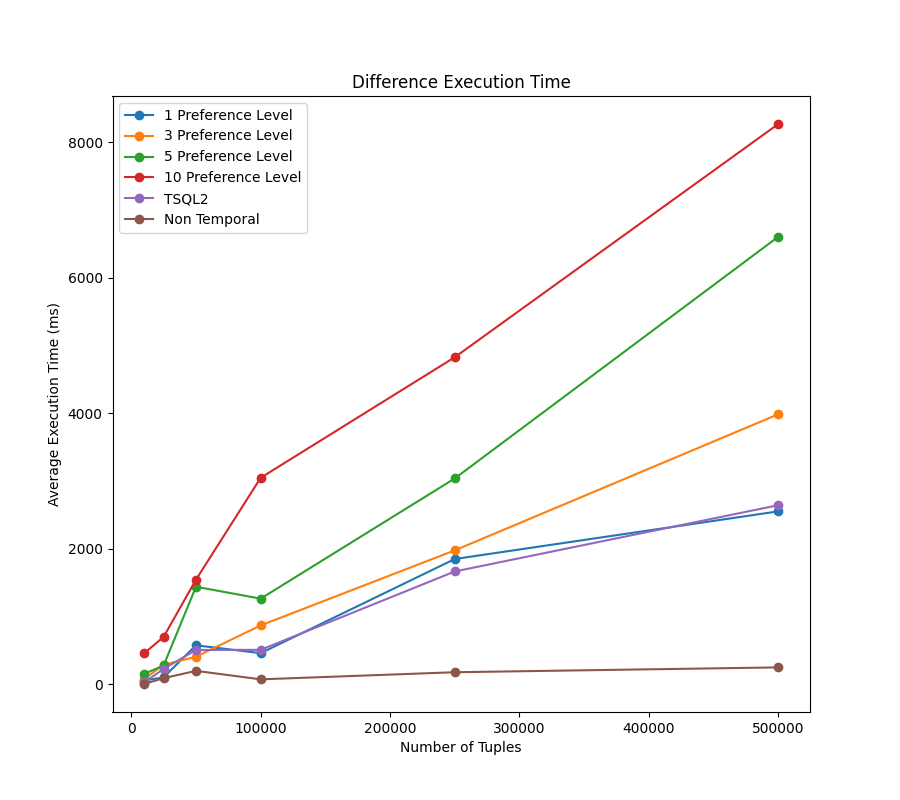 Difference Execution Time
1 Preference Level
3 Preference Level
5 Preference Level
10 Preference Level
TSQL2
Non Temporal
8000
6000
4000
2000
0
Average Execution Time (ms)
0 100000 200000 300000 400000 500000
Number of Tuples